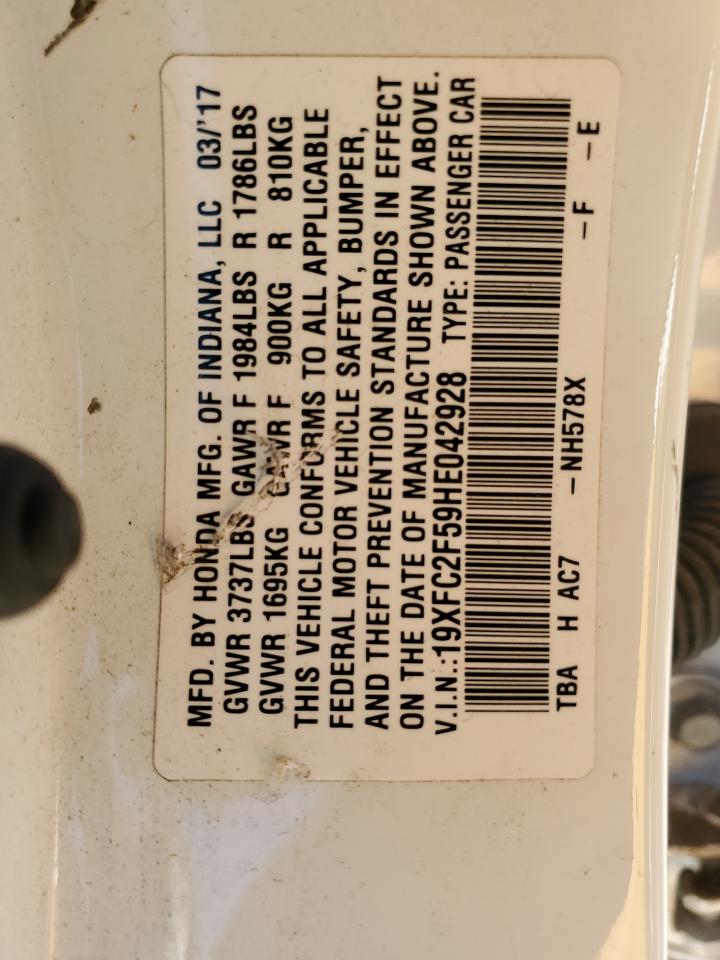 MFD. BY HONDA MFG. OF INDIANA, LLC 03/'17
GVWR 3737LBS GAWR F 1984LBS R 1786LBS
GVWR 1695KG GAWR F 900KG R 810KG
THIS VEHICLE CONFORMS TO ALL APPLICABLE
FEDERAL MOTOR VEHICLE SAFETY, BUMPER,
AND THEFT PREVENTION STANDARDS IN EFFECT
ON THE DATE OF MANUFACTURE SHOWN ABOVE.
V.I.N.:19XFC2F59HE042928 TYPE: PASSENGER CAR
TBA H AC7 -NH578X -F -E